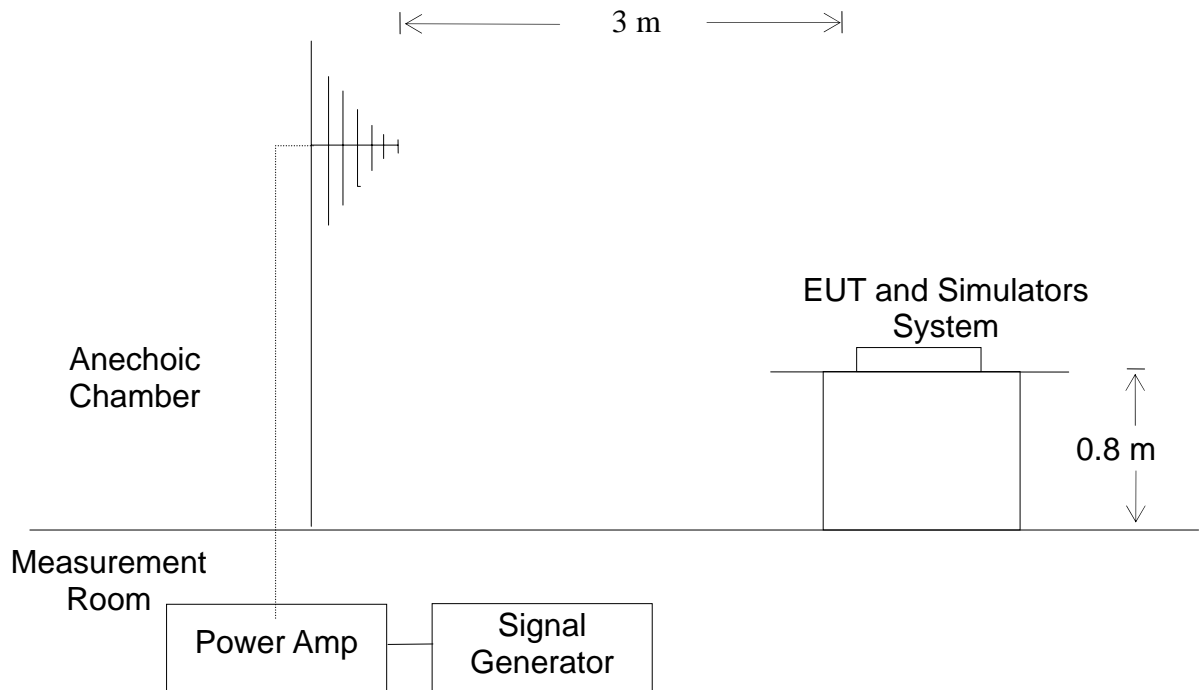 3 m
EUT and Simulators
System
Anechoic
Chamber
0.8 m
Measurement
Room
Power Amp
Signal
Generator